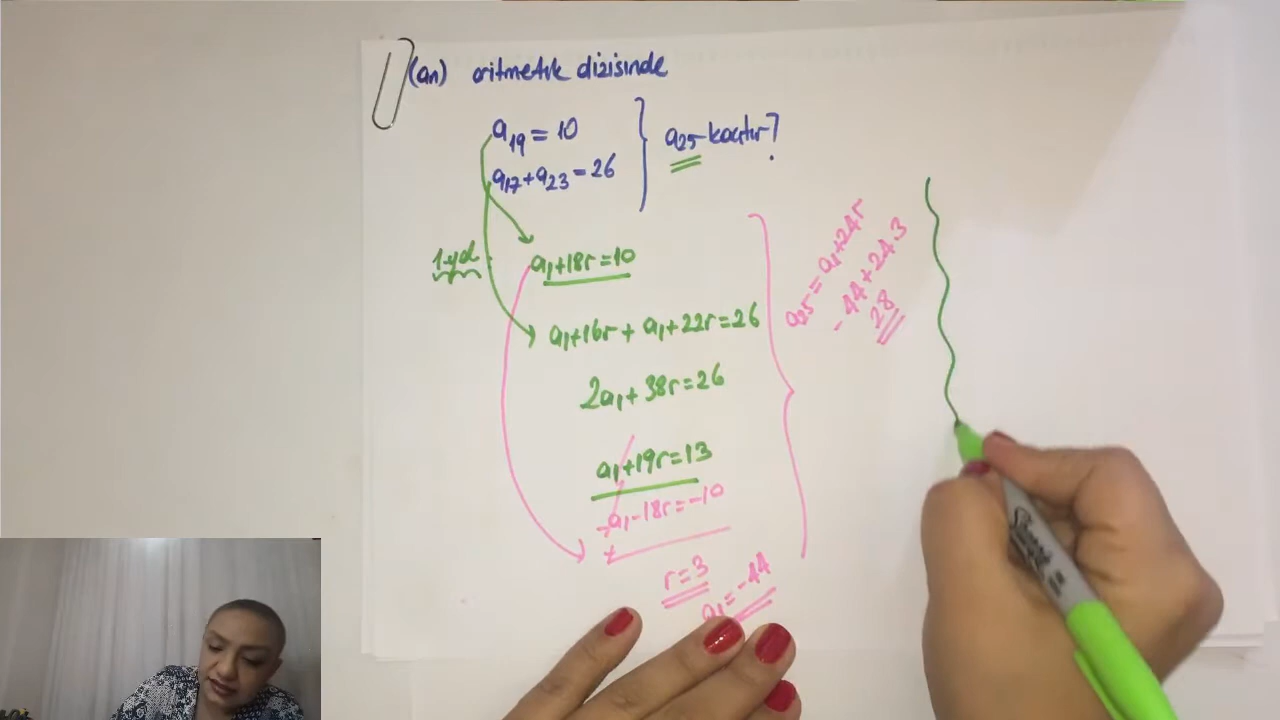 (an) aritmetik dizisinde
a19 = 10
a17 + a23 = 26
a25 kaçtır?
1.yol
a1+18r=10
a1+16r + a1+22r=26
2a1+38r=26
a1+19r=13
-a1-18r=-10
+
r=3
a1=-44
a25 = a1+24r
-44+24.3
28
Sharpie